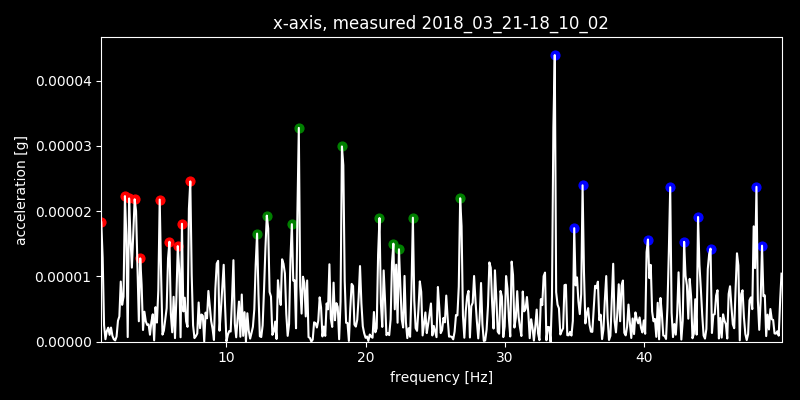 x-axis, measured 2018_03_21-18_10_02
acceleration [g]
0.00004
0.00003
0.00002
0.00001
0.00000
10 20 30 40
frequency [Hz]